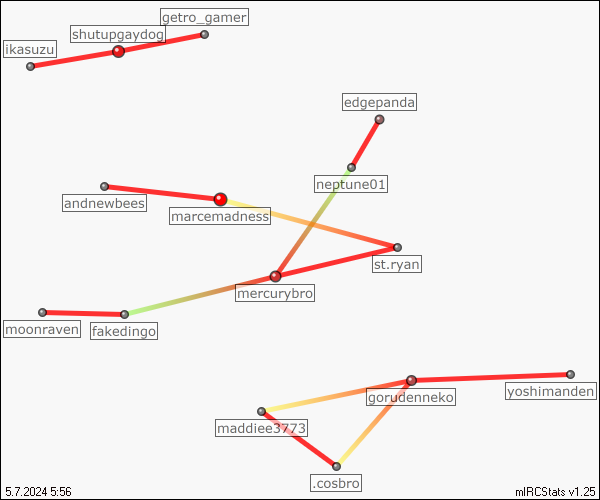 getro_gamer
shutupgaydog
ikasuzu
edgepanda
neptune01
andnewbees
marcemadness
st.ryan
mercurybro
moonraven
fakedingo
yoshimanden
gorudenneko
maddiee3773
.cosbro
5.7.2024 5:56
mIRCStats v1.25